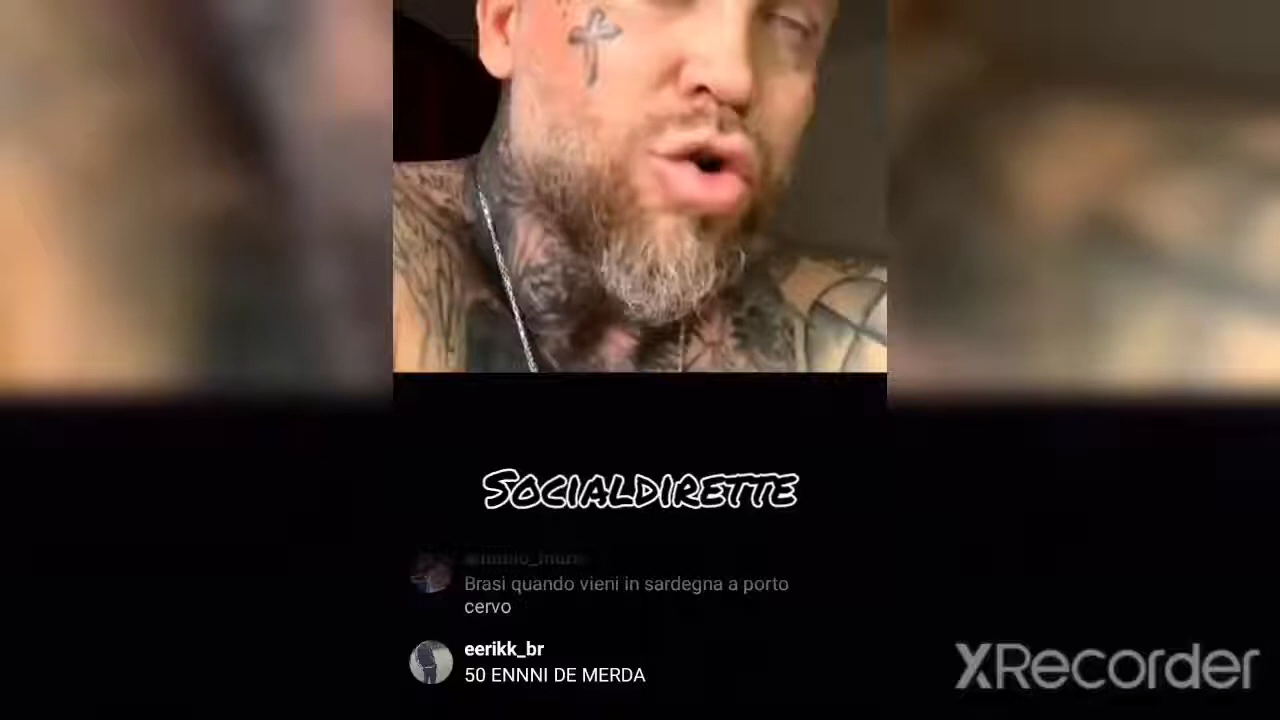 SOCIALDIRETTE
Brasi quando vieni in sardegna a porto
cervo
eerikk_br
50 ENNNI DE MERDA
XRecorder